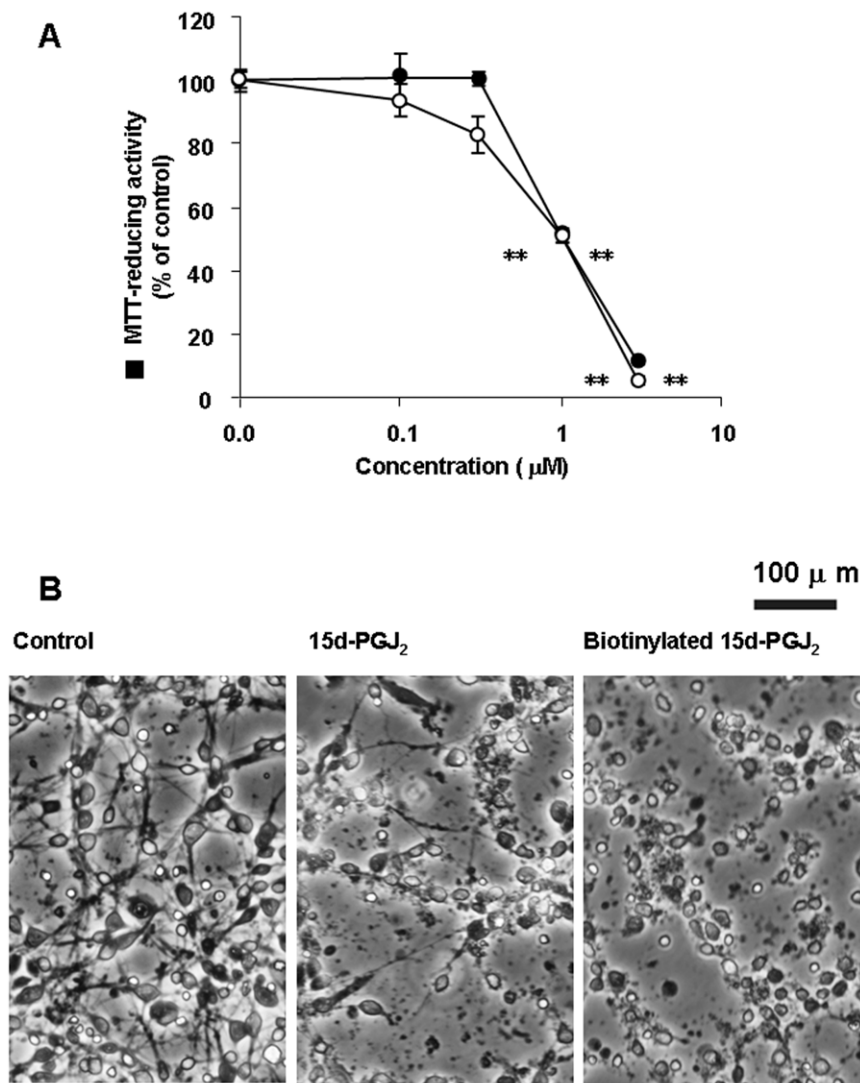 A
120
100
80
60
40
20
0
MTT-reducing activity
(% of control)
** **
** **
0.0 0.1 1 10
Concentration ( μM)
B
100 μ m
Control 15d-PGJ₂ Biotinylated 15d-PGJ₂